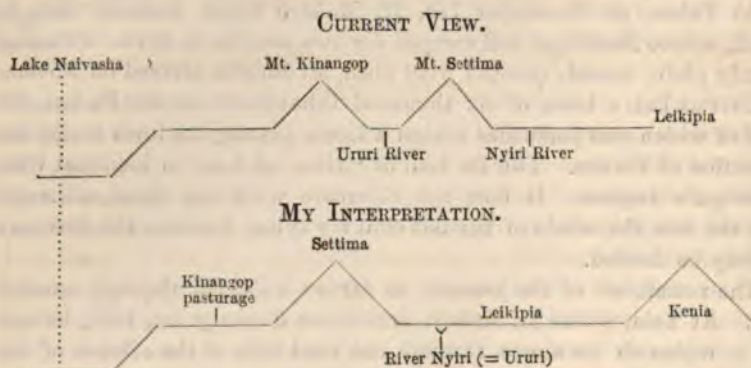 CURRENT VIEW.
Lake Naivasha
Mt. Kinangop
Mt. Settima
Leikipia
Ururi River
Nyiri River
MY INTERPRETATION.
Settima
Kinangop
pasturage
Leikipia
Kenia
River Nyiri (= Ururi)